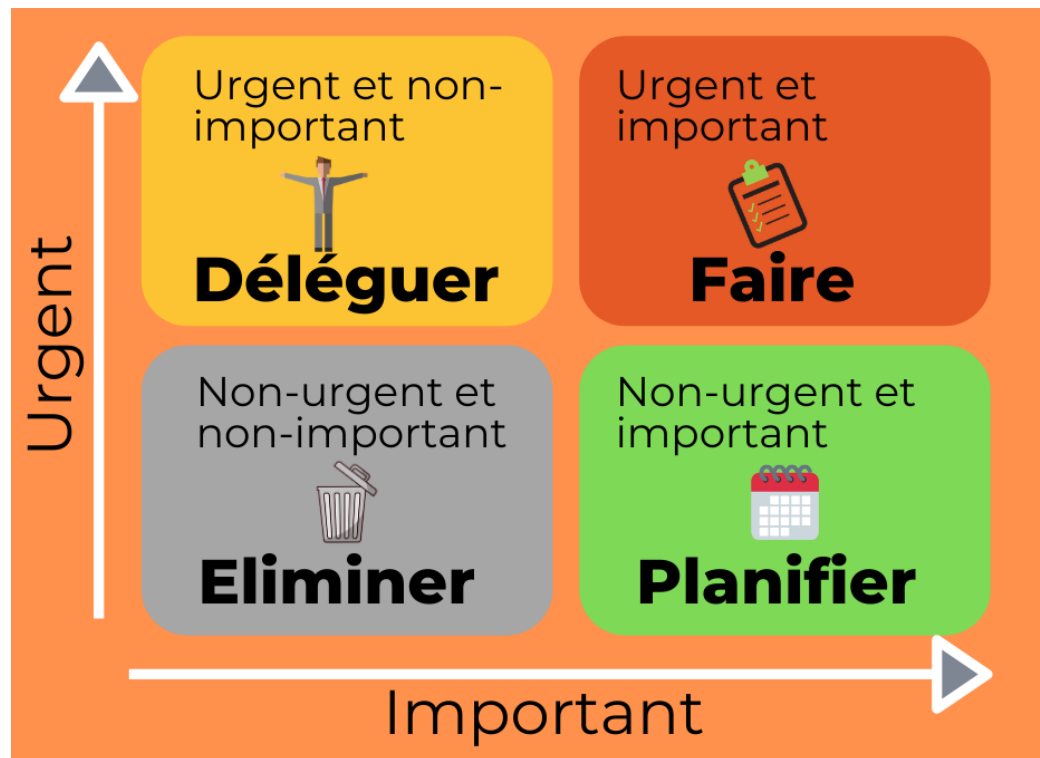 Urgent et non-
important
Déléguer
Urgent et
important
Faire
Non-urgent et
non-important
Eliminer
Non-urgent et
important
Planifier
Urgent
Important